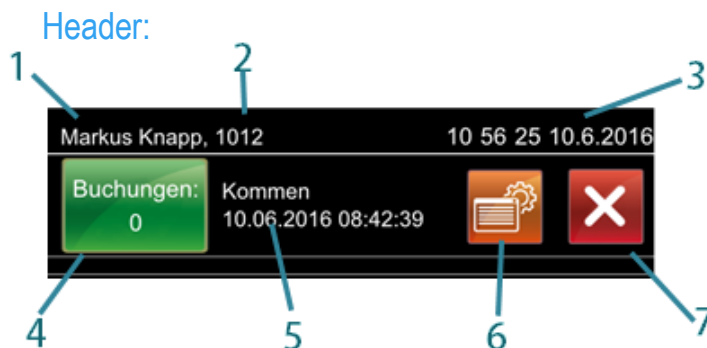 Header:
1 2 3
Markus Knapp, 1012 10 56 25 10.6.2016
Buchungen: Kommen
0 10.06.2016 08:42:39
4 5 6 7